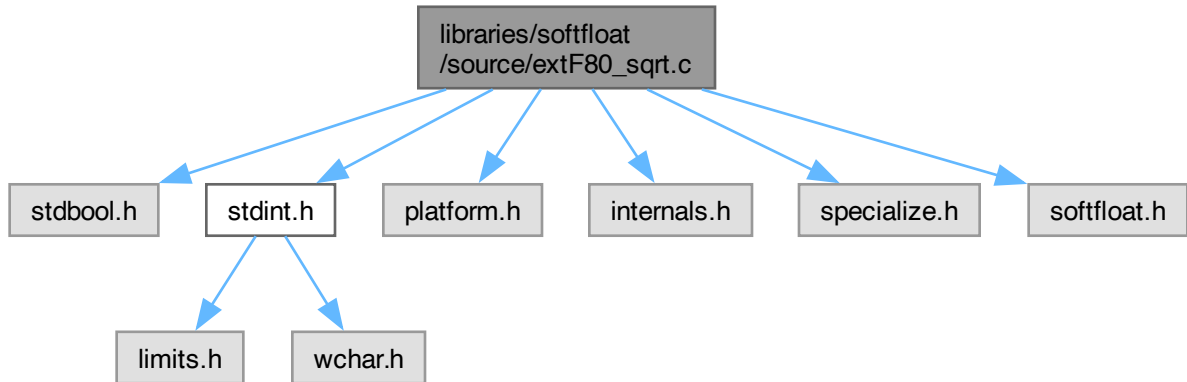 libraries/softfloat
/source/extF80_sqrt.c
stdbool.h
stdint.h
platform.h
internals.h
specialize.h
softfloat.h
limits.h
wchar.h